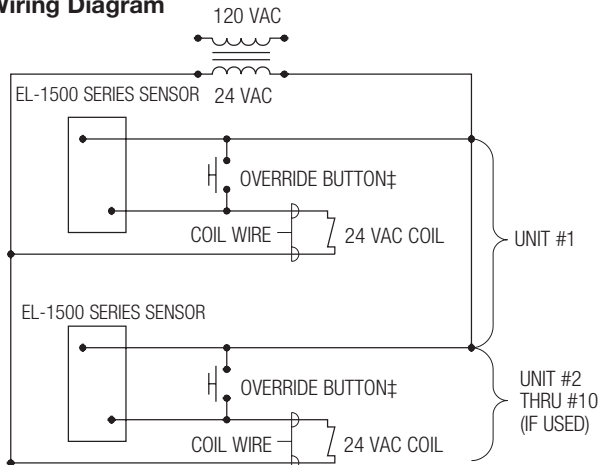 Wiring Diagram
120 VAC
EL-1500 SERIES SENSOR
24 VAC
OVERRIDE BUTTON‡
COIL WIRE
24 VAC COIL
UNIT #1
EL-1500 SERIES SENSOR
OVERRIDE BUTTON‡
COIL WIRE
24 VAC COIL
UNIT #2
THRU #10
(IF USED)